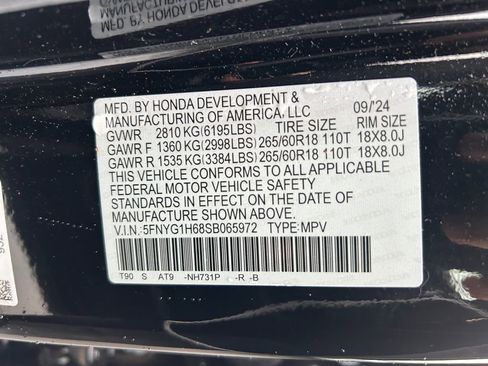 MFD. BY HONDA DEVELOPMENT & 09/'24
MANUFACTURING OF AMERICA, LLC
GVWR 2810 KG (6195LBS) TIRE SIZE RIM SIZE
GAWR F 1360 KG (2998LBS) 265/60R18 110T 18X8.0J
GAWR R 1535 KG (3384LBS) 265/60R18 110T 18X8.0J
THIS VEHICLE CONFORMS TO ALL APPLICABLE
FEDERAL MOTOR VEHICLE SAFETY
STANDARDS IN EFFECT ON THE DATE OF
MANUFACTURE SHOWN ABOVE.
V.I.N.: 5FNYG1H68SB065972 TYPE:MPV
T90 S AT9 -NH731P -R -B